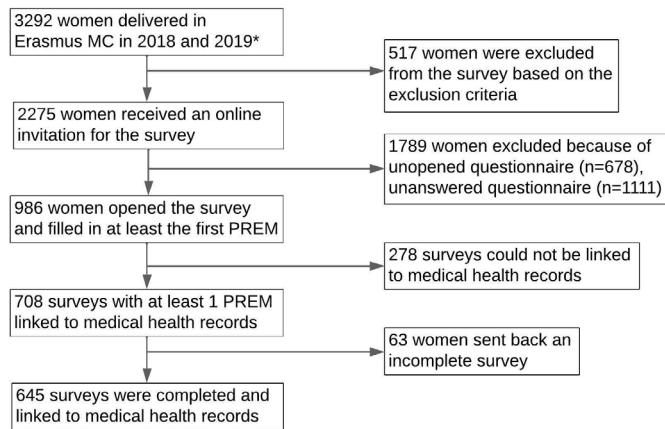 3292 women delivered in
Erasmus MC in 2018 and 2019*
517 women were excluded
from the survey based on the
exclusion criteria
2275 women received an online
invitation for the survey
1789 women excluded because of
unopened questionnaire (n=678),
unanswered questionnaire (n=1111)
986 women opened the survey
and filled in at least the first PREM
278 surveys could not be linked
to medical health records
708 surveys with at least 1 PREM
linked to medical health records
63 women sent back an
incomplete survey
645 surveys were completed and
linked to medical health records